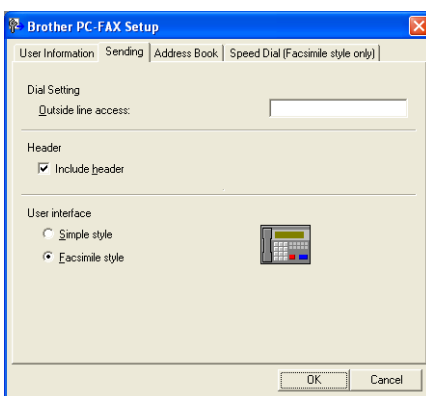 Brother PC-FAX Setup
User Information Sending Address Book Speed Dial (Facsimile style only)
Dial Setting
Outside line access:
Header
Include header
User interface
Simple style
Facsimile style
OK Cancel